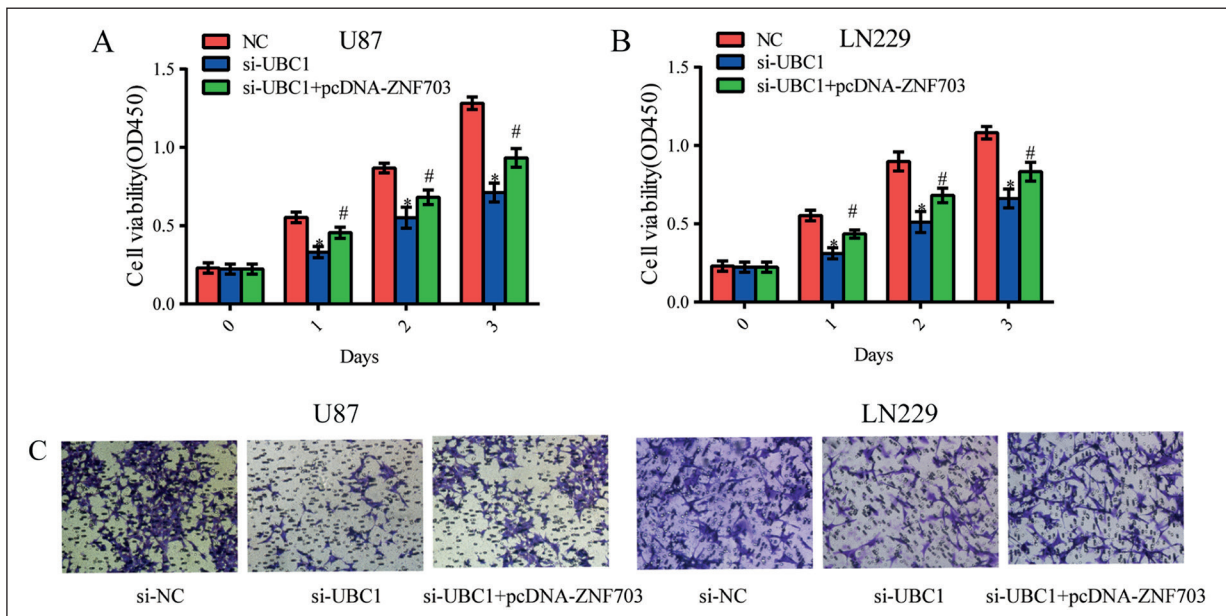 A
U87
NC
si-UBC1
si-UBC1+pcDNA-ZNF703
Cell viability(OD450)
1.5
1.0
0.5
0.0
*
#
*
#
*
#
0
1
2
3
Days
B
LN229
NC
si-UBC1
si-UBC1+pcDNA-ZNF703
Cell viability(OD450)
1.5
1.0
0.5
0.0
*
#
*
#
*
#
0
1
2
3
Days
C
U87
LN229
si-NC
si-UBC1
si-UBC1+pcDNA-ZNF703
si-NC
si-UBC1
si-UBC1+pcDNA-ZNF703